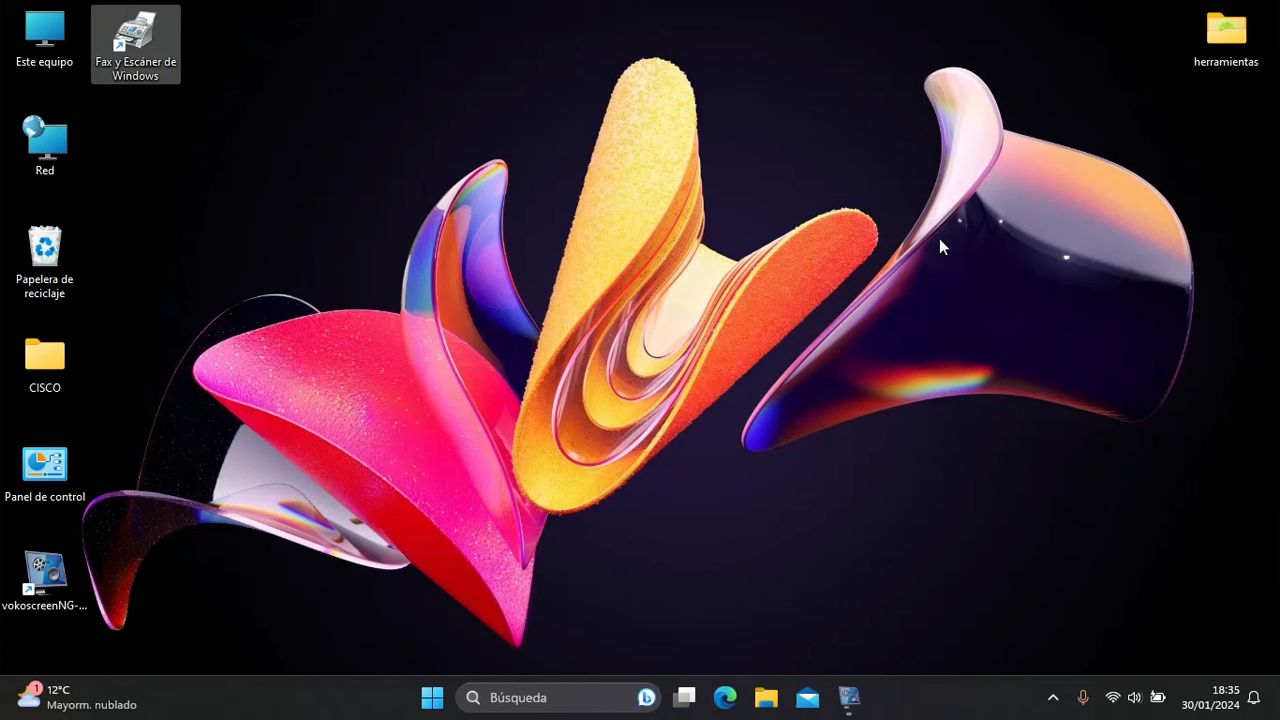 Este equipo
Fax y Escáner de
Windows
herramientas
Red
Papelera de
reciclaje
CISCO
Panel de control
vokoscreenNG-...
1
12°C
Mayorm. nublado
Búsqueda
18:35
30/01/2024